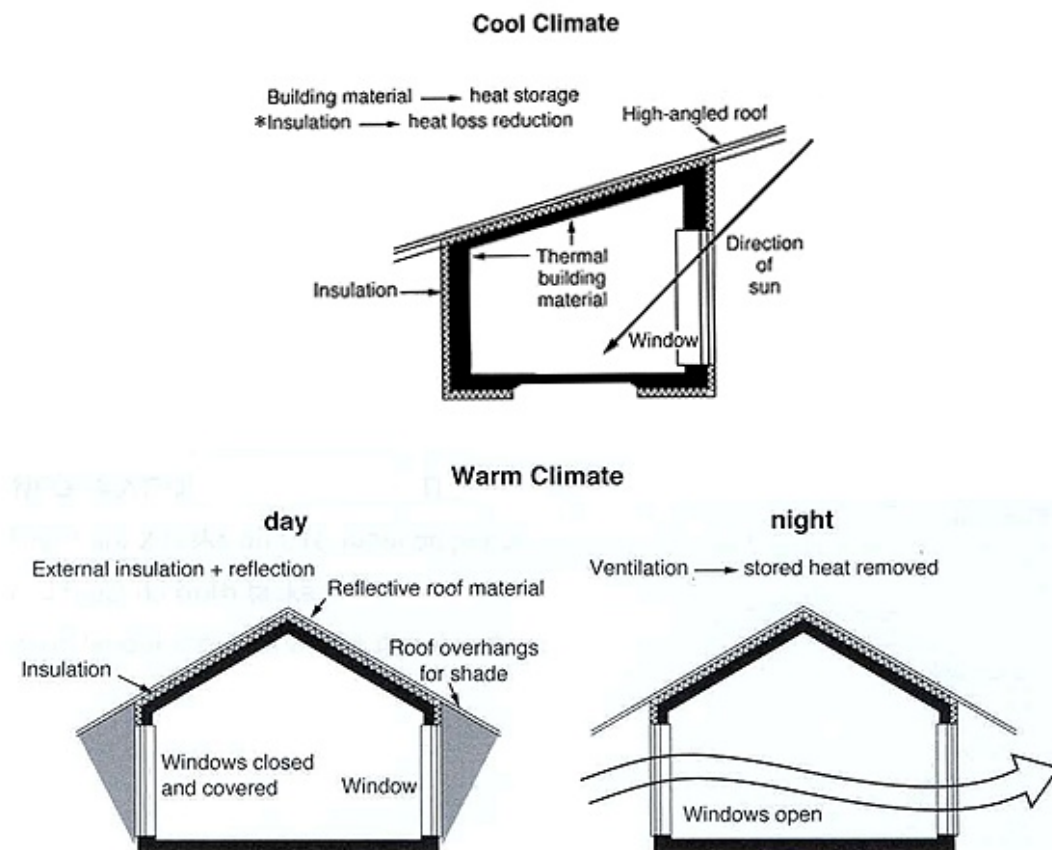 Cool Climate
Building material → heat storage
*Insulation → heat loss reduction
High-angled roof
Thermal
building
material
Direction
of
sun
Insulation
Window
Warm Climate
day
External insulation + reflection
Reflective roof material
Roof overhangs
for shade
Insulation
Windows closed
and covered
Window
night
Ventilation → stored heat removed
Windows open